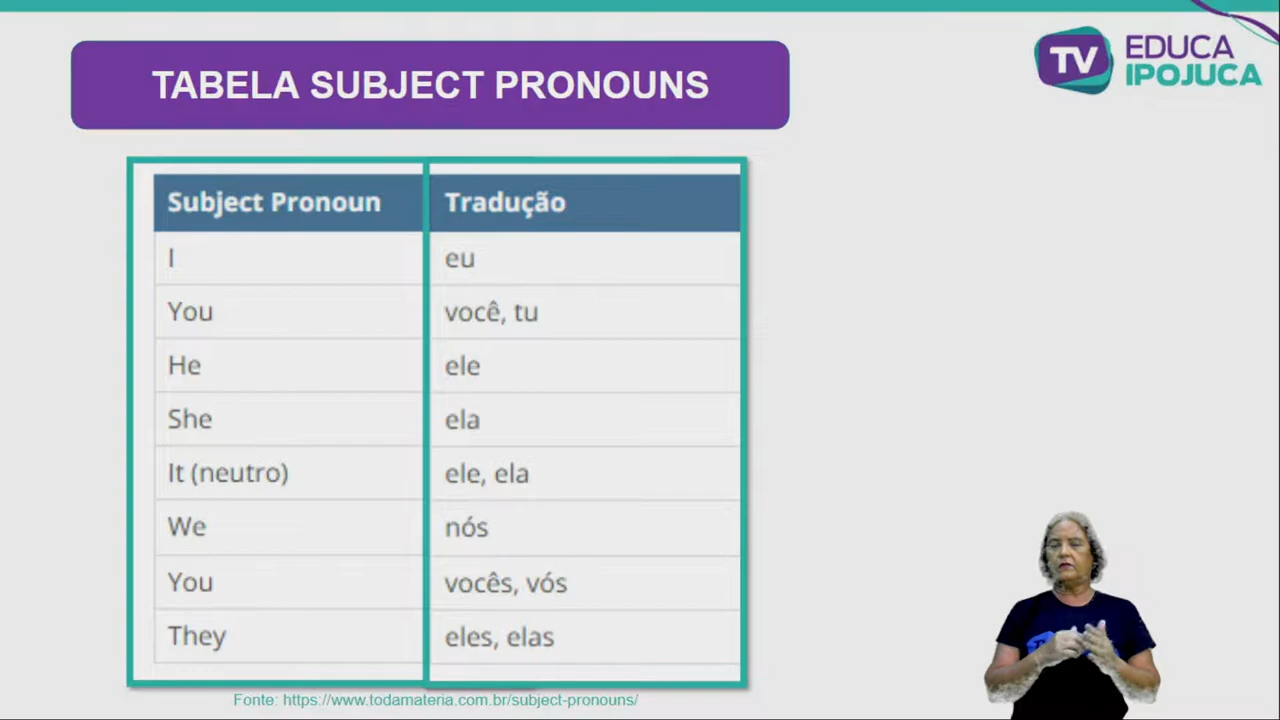 TABELA SUBJECT PRONOUNS
TV EDUCA
IPOJUCA
Subject Pronoun Tradução
I eu
You você, tu
He ele
She ela
It (neutro) ele, ela
We nós
You vocês, vós
They eles, elas
Fonte: https://www.todamateria.com.br/subject-pronouns/